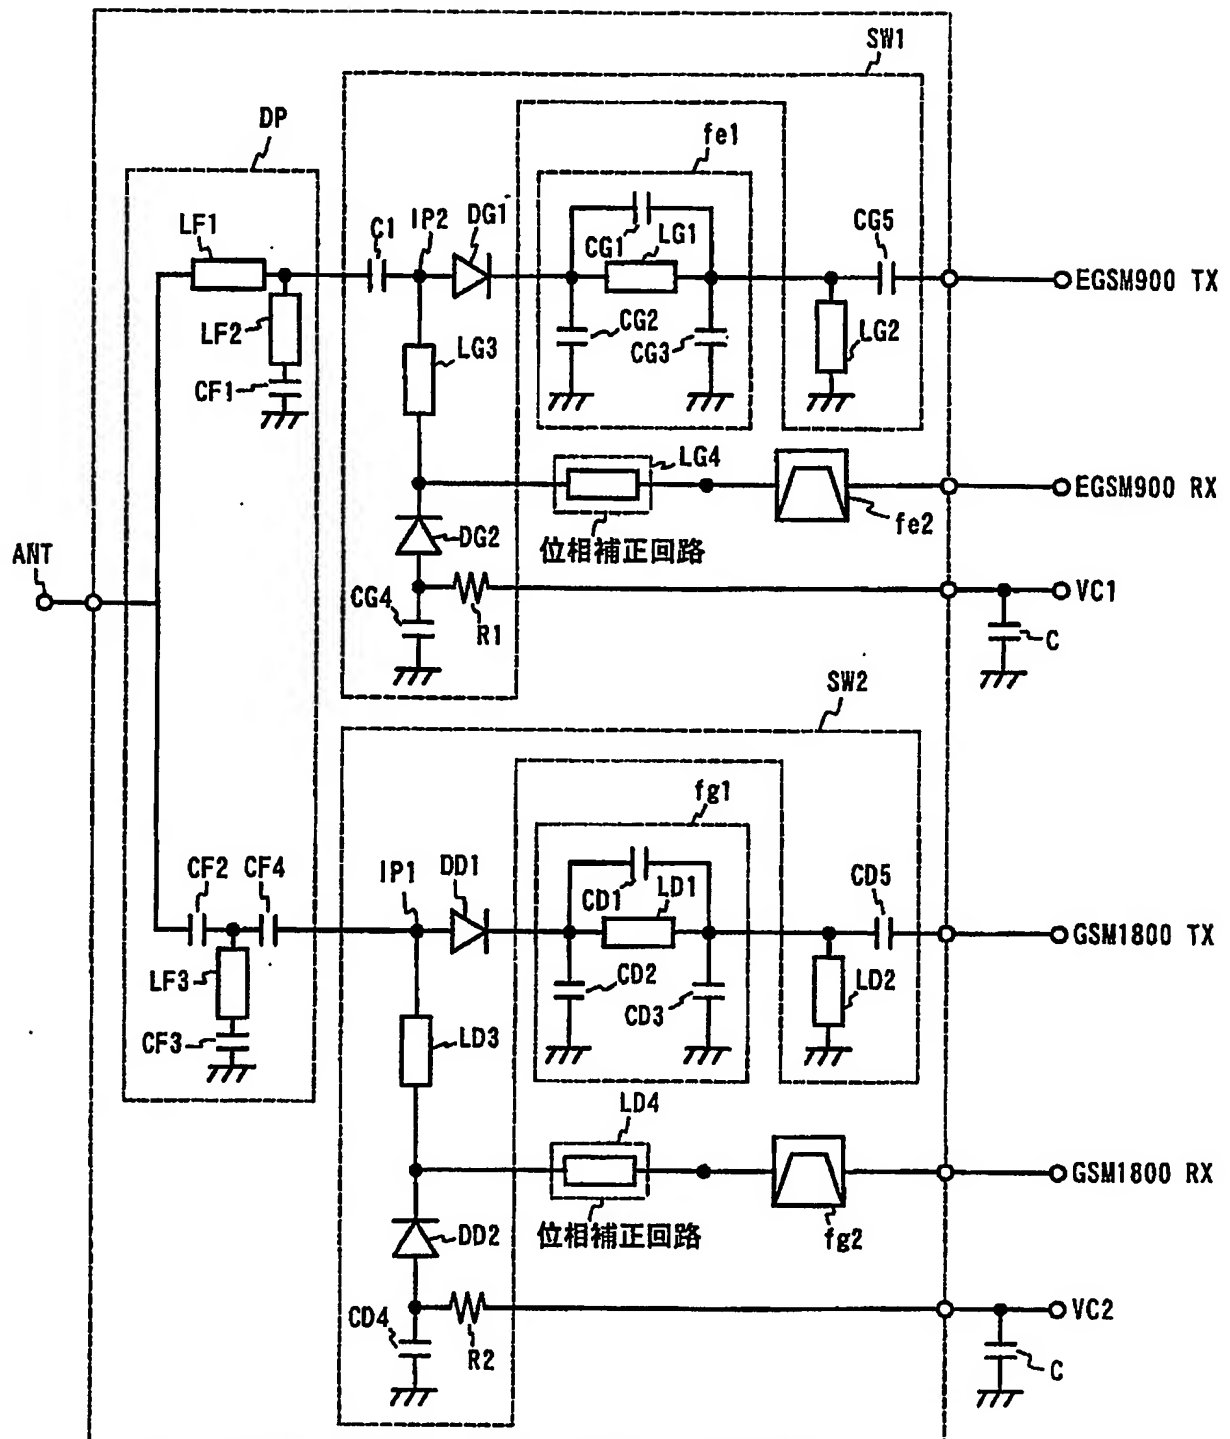 SW1
DP
fe1
LF1
C1
IP2
DG1
CG1
LG1
CG5
EGSM900 TX
LF2
CF1
LG3
CG2
CG3
LG2
LG4
EGSM900 RX
fe2
DG2
位相補正回路
ANT
CG4
R1
VC1
C
SW2
fg1
CF2
CF4
IP1
DD1
CD1
LD1
CD5
GSM1800 TX
LF3
CF3
LD3
CD2
CD3
LD2
LD4
GSM1800 RX
fg2
DD2
位相補正回路
CD4
R2
VC2
C